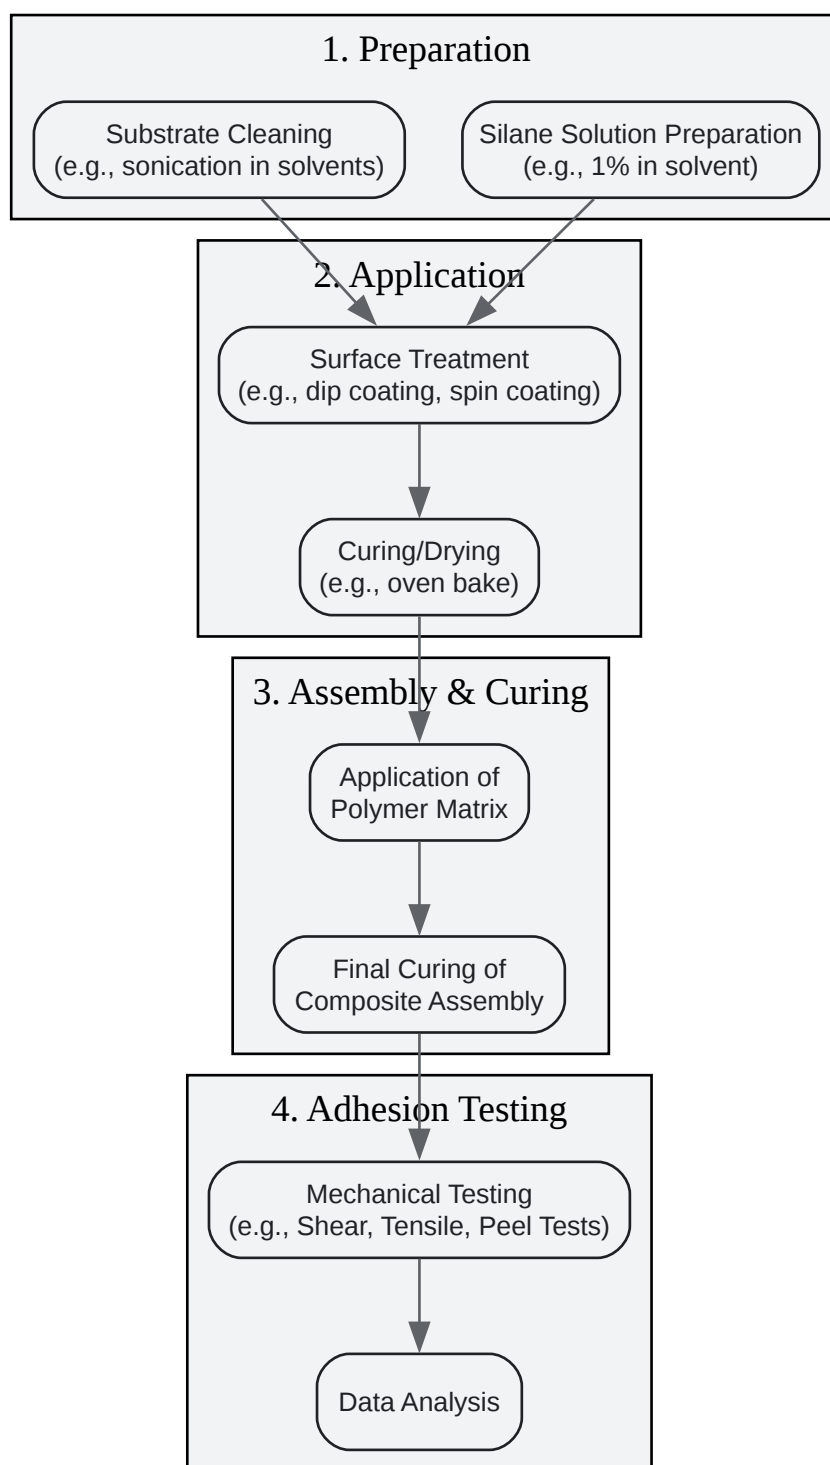 1. Preparation
Substrate Cleaning
(e.g., sonication in solvents)
Silane Solution Preparation
(e.g., 1% in solvent)
2. Application
Surface Treatment
(e.g., dip coating, spin coating)
Curing/Drying
(e.g., oven bake)
3. Assembly & Curing
Application of
Polymer Matrix
Final Curing of
Composite Assembly
4. Adhesion Testing
Mechanical Testing
(e.g., Shear, Tensile, Peel Tests)
Data Analysis